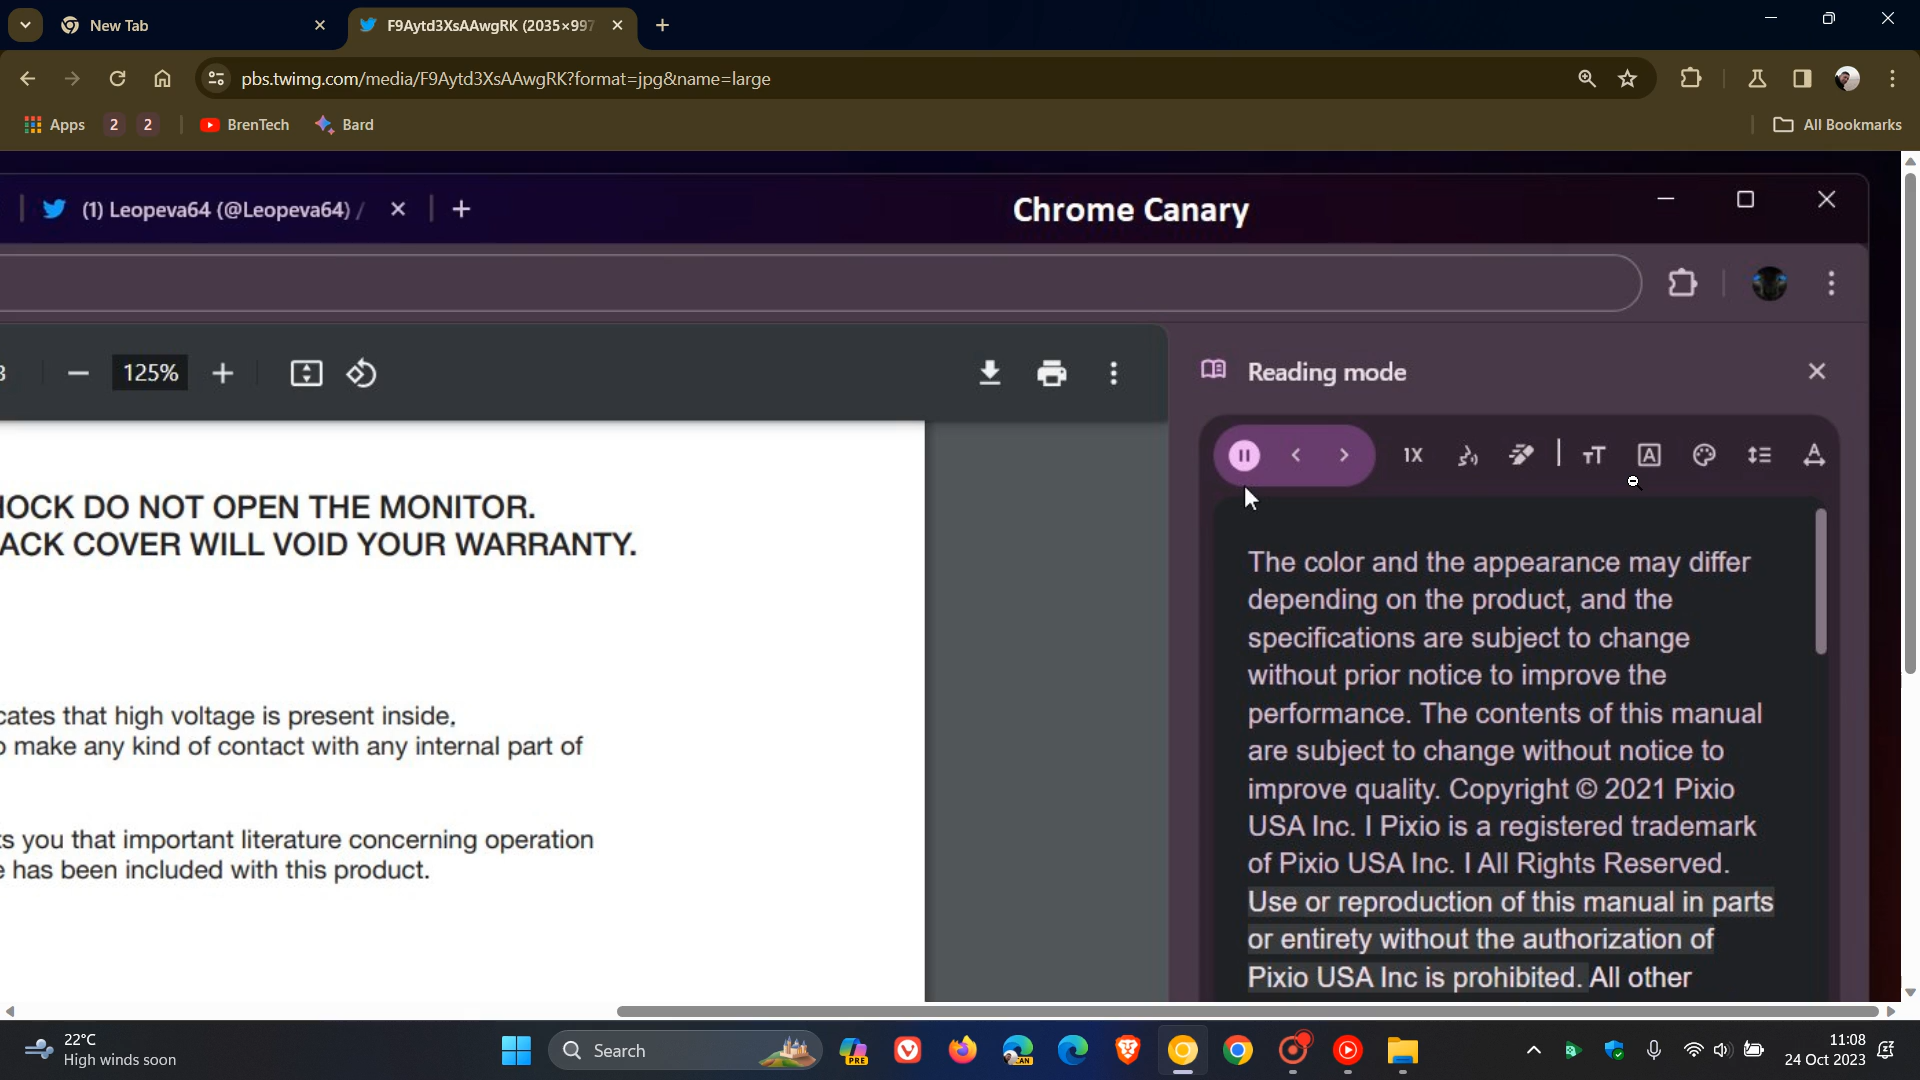 New Tab
F9Aytd3XsAAwgRK (2035×997
pbs.twimg.com/media/F9Aytd3XsAAwgRK?format=jpg&name=large
Apps 2 2 BrenTech Bard All Bookmarks
(1) Leopeva64 (@Leopeva64) /
Chrome Canary
125%
Reading mode
1X
HOCK DO NOT OPEN THE MONITOR.
ACK COVER WILL VOID YOUR WARRANTY.
cates that high voltage is present inside.
o make any kind of contact with any internal part of
ts you that important literature concerning operation
e has been included with this product.
The color and the appearance may differ
depending on the product, and the
specifications are subject to change
without prior notice to improve the
performance. The contents of this manual
are subject to change without notice to
improve quality. Copyright © 2021 Pixio
USA Inc. I Pixio is a registered trademark
of Pixio USA Inc. I All Rights Reserved.
Use or reproduction of this manual in parts
or entirety without the authorization of
Pixio USA Inc is prohibited. All other
22°C
High winds soon
Search
PRE
CAN
11:08
24 Oct 2023